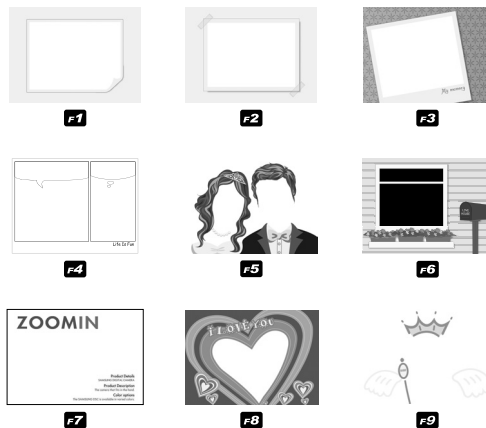 My memory
F1
F2
F3
Life Is Fun
F4
F5
F6
ZOOMIN
Product Details
Product Description
Color options
F7
I LOVE YOU
F8
F9